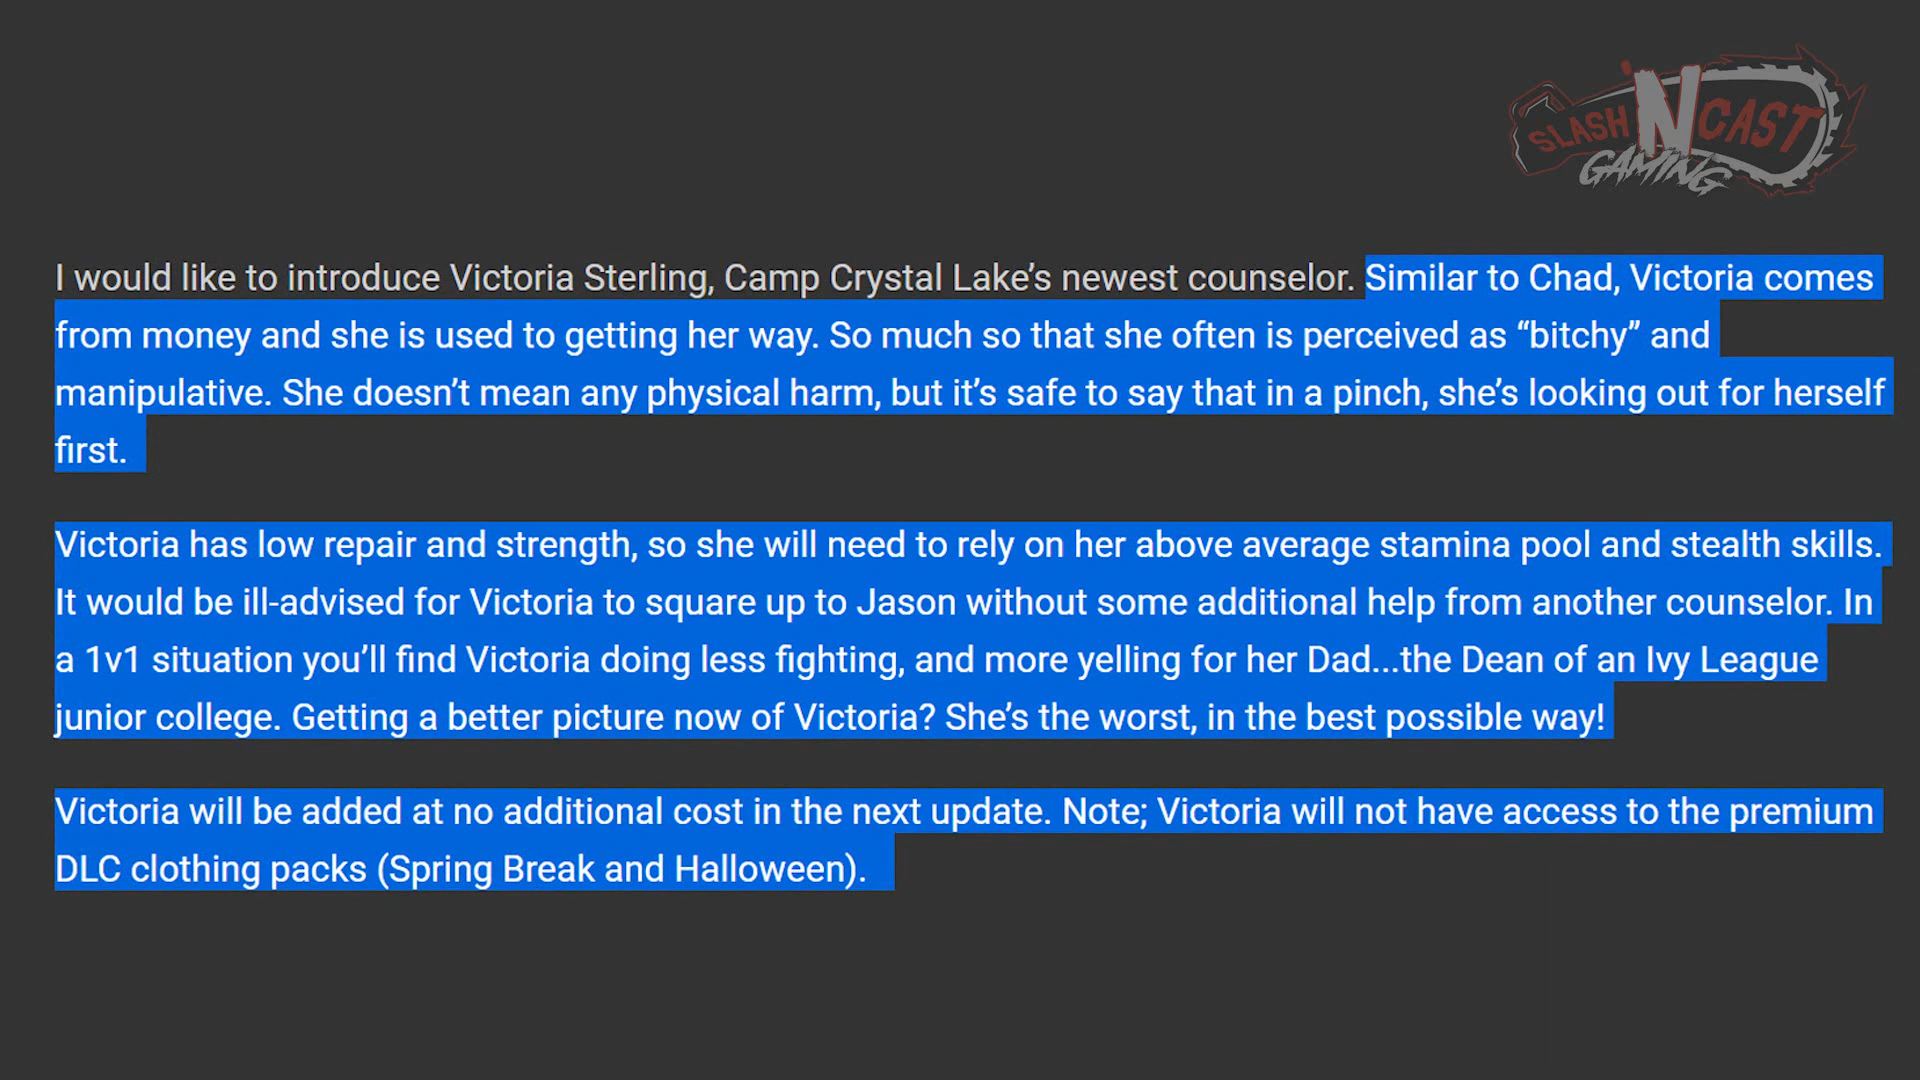 SLASH 'N CAST
GAMING
I would like to introduce Victoria Sterling, Camp Crystal Lake’s newest counselor. Similar to Chad, Victoria comes
from money and she is used to getting her way. So much so that she often is perceived as “bitchy” and
manipulative. She doesn’t mean any physical harm, but it’s safe to say that in a pinch, she’s looking out for herself
first.
Victoria has low repair and strength, so she will need to rely on her above average stamina pool and stealth skills.
It would be ill-advised for Victoria to square up to Jason without some additional help from another counselor. In
a 1v1 situation you’ll find Victoria doing less fighting, and more yelling for her Dad...the Dean of an Ivy League
junior college. Getting a better picture now of Victoria? She’s the worst, in the best possible way!
Victoria will be added at no additional cost in the next update. Note; Victoria will not have access to the premium
DLC clothing packs (Spring Break and Halloween).